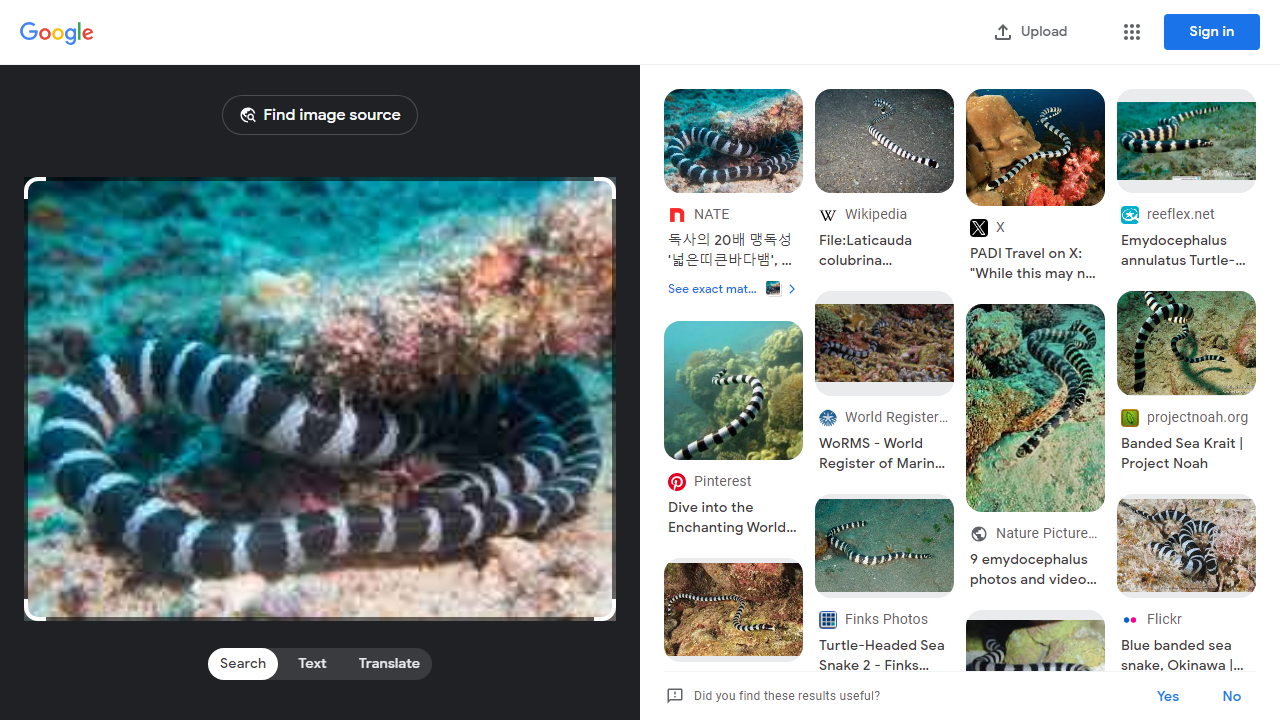 Google
Upload
Sign in
Find image source
Search
Text
Translate
NATE
독사의 20배 맹독성
'넓은띠큰바다뱀', ...
See exact mat...
Pinterest
Dive into the
Enchanting World...
Wikipedia
File:Laticauda
colubrina...
World Register...
WoRMS - World
Register of Marin...
Finks Photos
Turtle-Headed Sea
Snake 2 - Finks...
X
PADI Travel on X:
"While this may n...
Nature Picture...
9 emydocephalus
photos and video...
reeflex.net
Emydocephalus
annulatus Turtle-...
projectnoah.org
Banded Sea Krait |
Project Noah
Flickr
Blue banded sea
snake, Okinawa |...
Did you find these results useful?
Yes
No